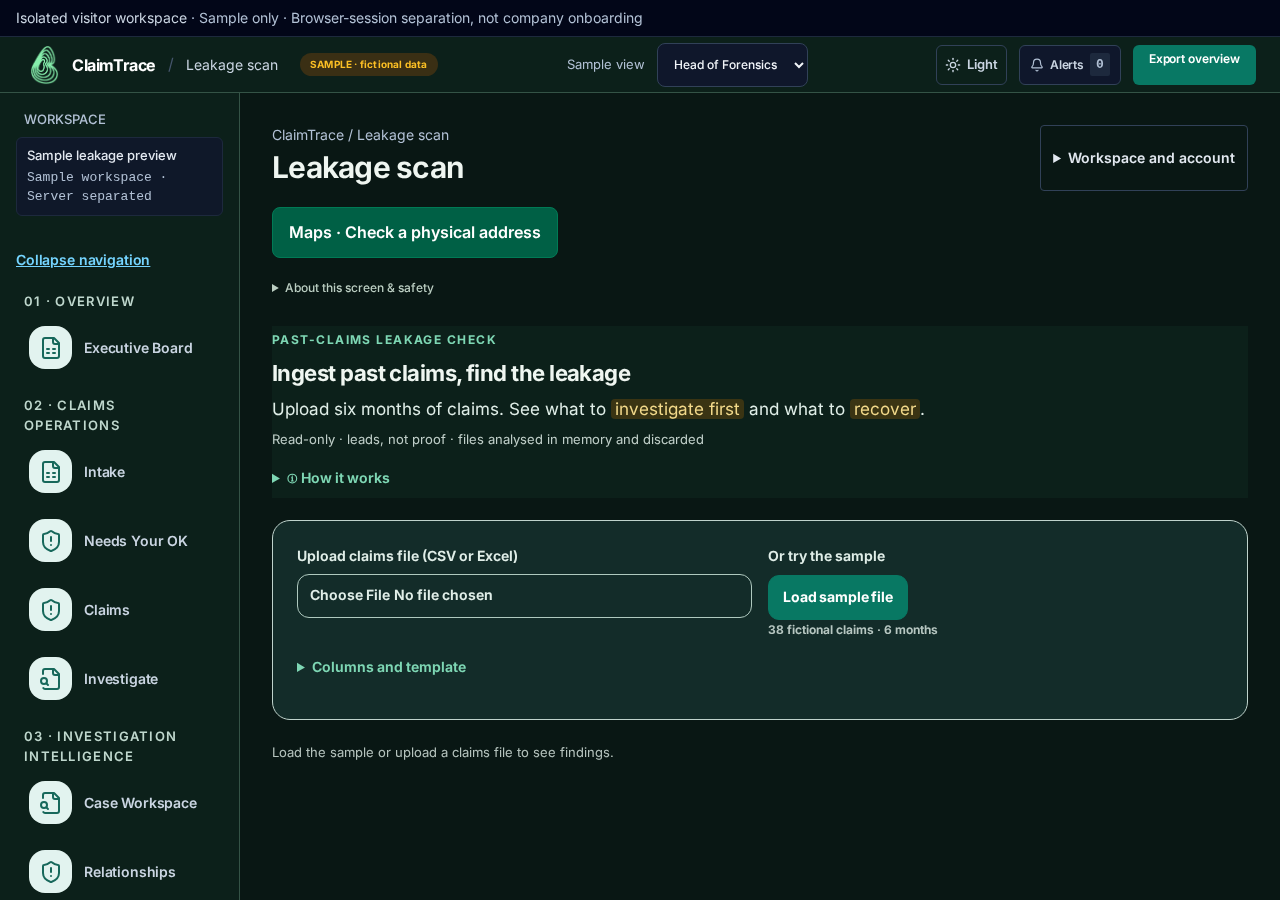 Isolated visitor workspace · Sample only · Browser-session separation, not company onboarding
ClaimTrace / Leakage scan SAMPLE · fictional data Sample view Head of Forensics Light Alerts 0 Export overview
WORKSPACE
Sample leakage preview
Sample workspace ·
Server separated
Collapse navigation
01 · OVERVIEW
Executive Board
02 · CLAIMS
OPERATIONS
Intake
Needs Your OK
Claims
Investigate
03 · INVESTIGATION
INTELLIGENCE
Case Workspace
Relationships
ClaimTrace / Leakage scan
Leakage scan
Workspace and account
Maps · Check a physical address
About this screen & safety
PAST-CLAIMS LEAKAGE CHECK
Ingest past claims, find the leakage
Upload six months of claims. See what to investigate first and what to recover.
Read-only · leads, not proof · files analysed in memory and discarded
ⓘ How it works
Upload claims file (CSV or Excel)
Choose File No file chosen
Or try the sample
Load sample file
38 fictional claims · 6 months
Columns and template
Load the sample or upload a claims file to see findings.